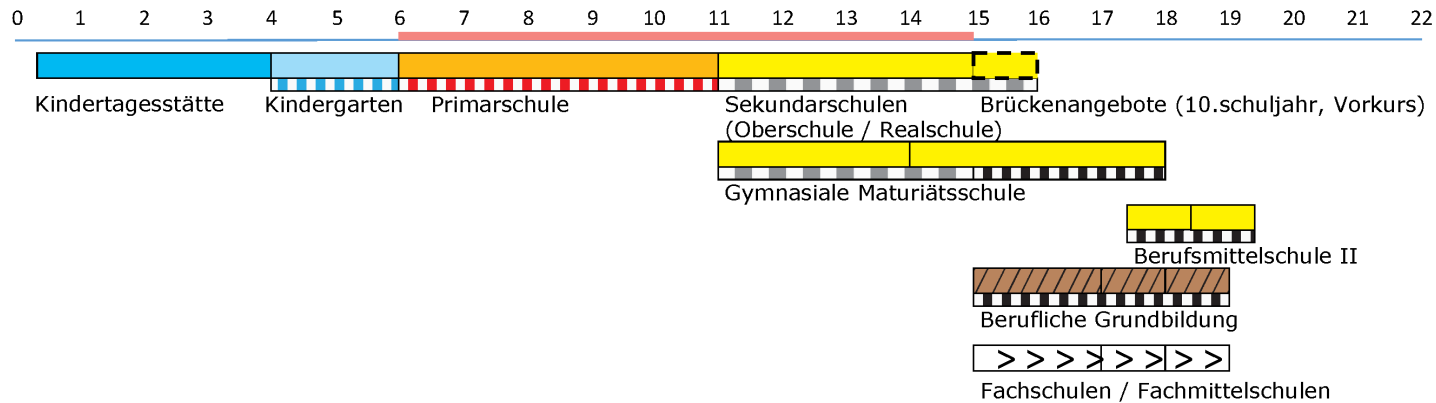 0 1 2 3 4 5 6 7 8 9 10 11 12 13 14 15 16 17 18 19 20 21 22
Kindertagesstätte Kindergarten Primarschule Sekundarschulen Brückenangebote (10.schuljahr, Vorkurs)
(Oberschule / Realschule)
Gymnasiale Maturiätsschule
Berufsmittelschule II
Berufliche Grundbildung
> > > > > > > >
Fachschulen / Fachmittelschulen